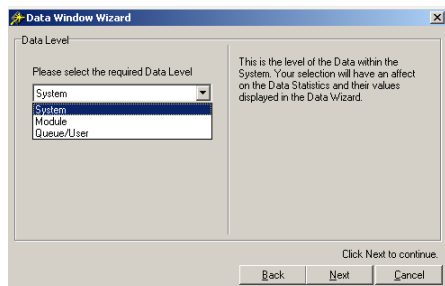 Data Window Wizard
Data Level
Please select the required Data Level
System
System
Module
Queue/User
This is the level of the Data within the
System. Your selection will have an affect
on the Data Statistics and their values
displayed in the Data Wizard.
Click Next to continue.
Back Next Cancel